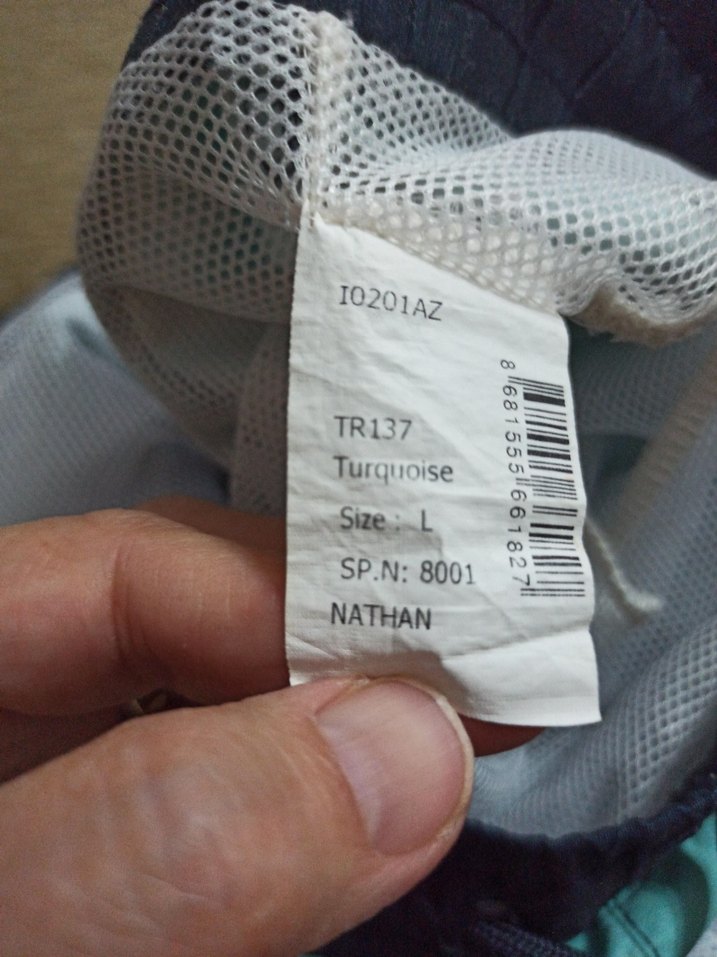 I0201AZ
TR137
Turquoise
Size : L
SP.N: 8001
NATHAN
8 681555 661827